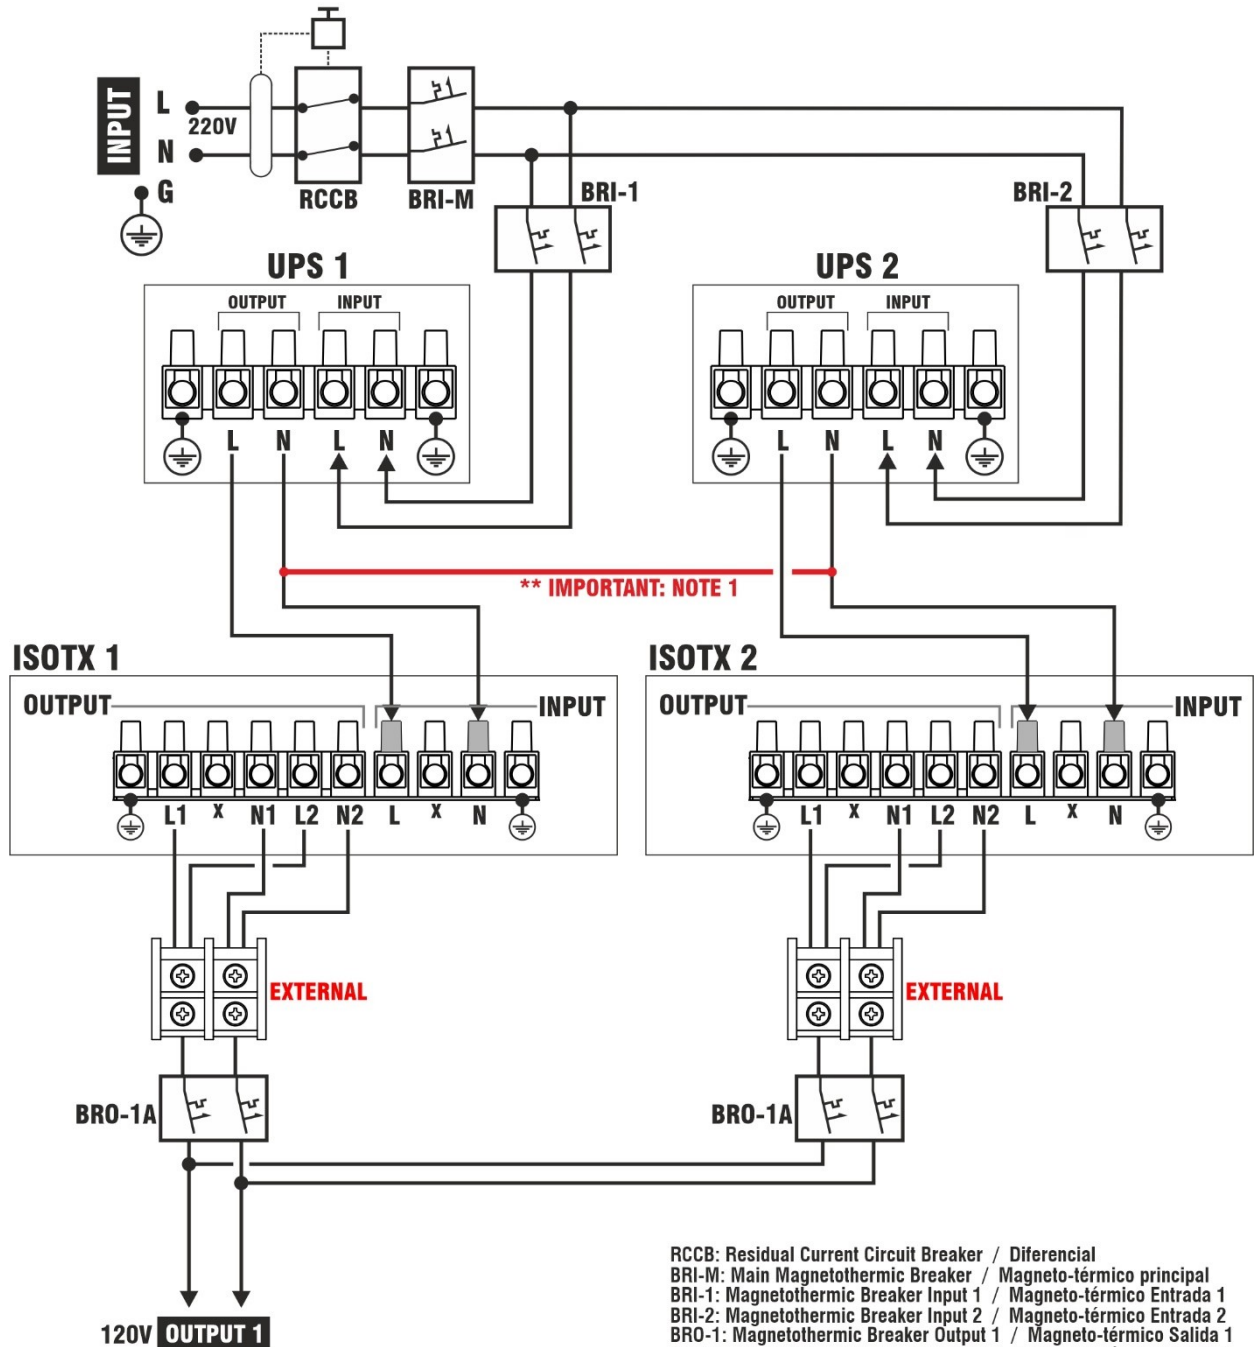 INPUT
L
220V
N
G
RCCB
BRI-M
BRI-1
BRI-2
UPS 1
OUTPUT INPUT
L N L N
UPS 2
OUTPUT INPUT
L N L N
** IMPORTANT: NOTE 1
ISOTX 1
OUTPUT INPUT
L1 X N1 L2 N2 L X N
ISOTX 2
OUTPUT INPUT
L1 X N1 L2 N2 L X N
EXTERNAL
EXTERNAL
BRO-1A
BRO-1A
120V OUTPUT 1
RCCB: Residual Current Circuit Breaker / Diferencial
BRI-M: Main Magnetothermic Breaker / Magneto-térmico principal
BRI-1: Magnetothermic Breaker Input 1 / Magneto-térmico Entrada 1
BRI-2: Magnetothermic Breaker Input 2 / Magneto-térmico Entrada 2
BRO-1: Magnetothermic Breaker Output 1 / Magneto-térmico Salida 1